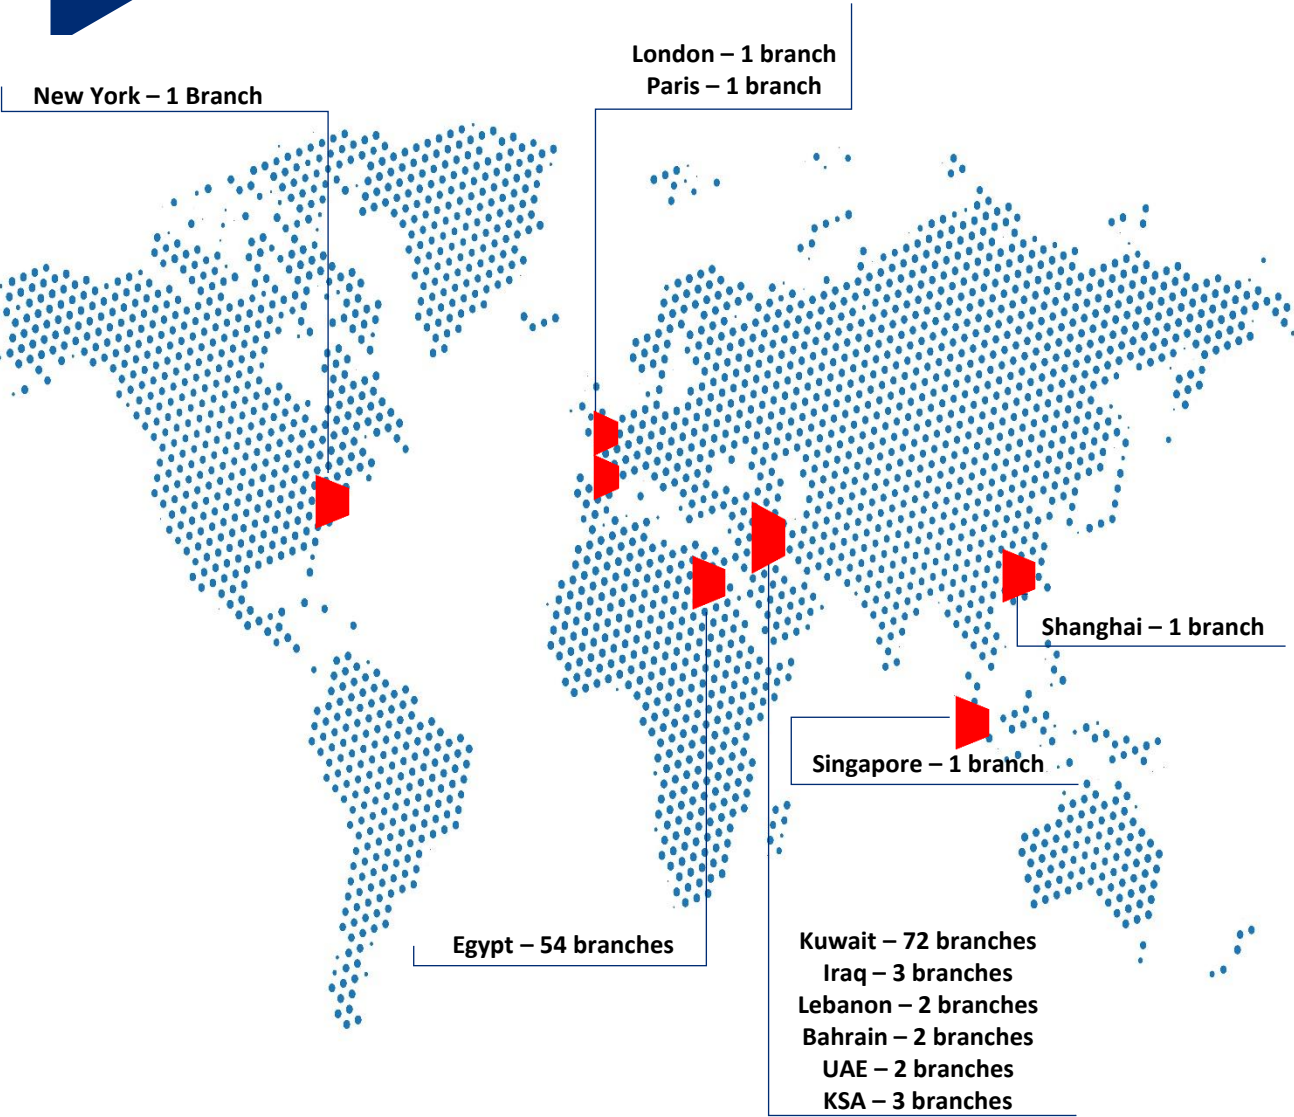 London – 1 branch
Paris – 1 branch
New York – 1 Branch
Shanghai – 1 branch
Singapore – 1 branch
Egypt – 54 branches
Kuwait – 72 branches
Iraq – 3 branches
Lebanon – 2 branches
Bahrain – 2 branches
UAE – 2 branches
KSA – 3 branches